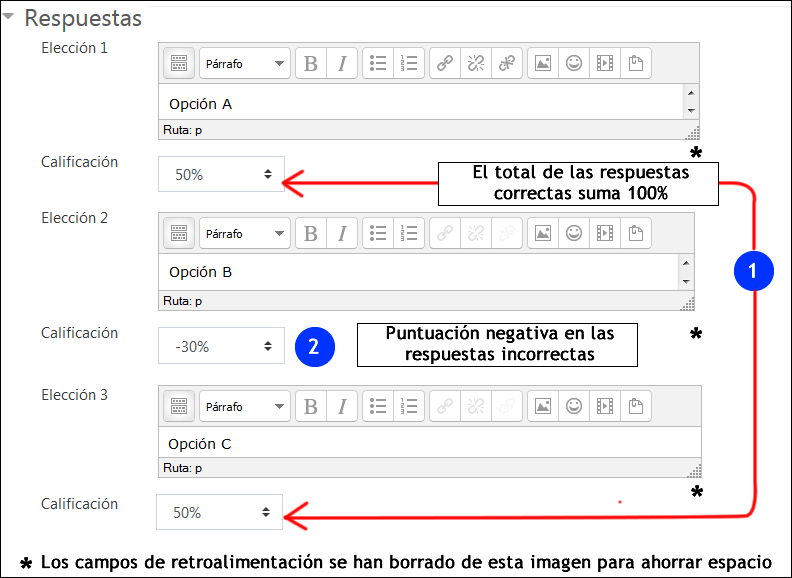 Respuestas
Elección 1
Párrafo
B I
Opción A
Ruta: p
*
Calificación
50%
El total de las respuestas
correctas suma 100%
Elección 2
Párrafo
B I
Opción B
1
Ruta: p
Calificación
-30%
2
Puntuación negativa en las
respuestas incorrectas
*
Elección 3
Párrafo
B I
Opción C
Ruta: p
*
Calificación
50%
* Los campos de retroalimentación se han borrado de esta imagen para ahorrar espacio